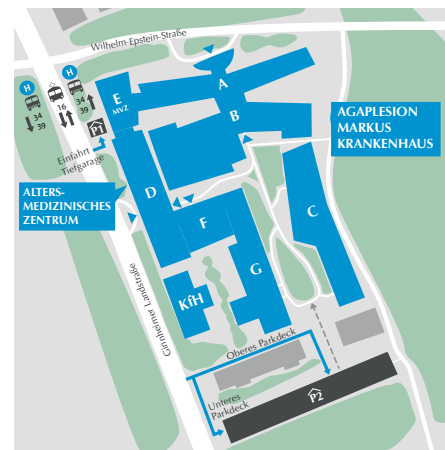 Wilhelm-Epstein-Straße
H
H
16
34
39
34
39
P1
Einfahrt
Tiefgarage
E
MVZ
A
B
AGAPLESION
MARKUS
KRANKENHAUS
ALTERS-
MEDIZINISCHES
ZENTRUM
D
F
C
G
KfH
Ginnheimer Landstraße
Oberes Parkdeck
Unteres
Parkdeck
P2